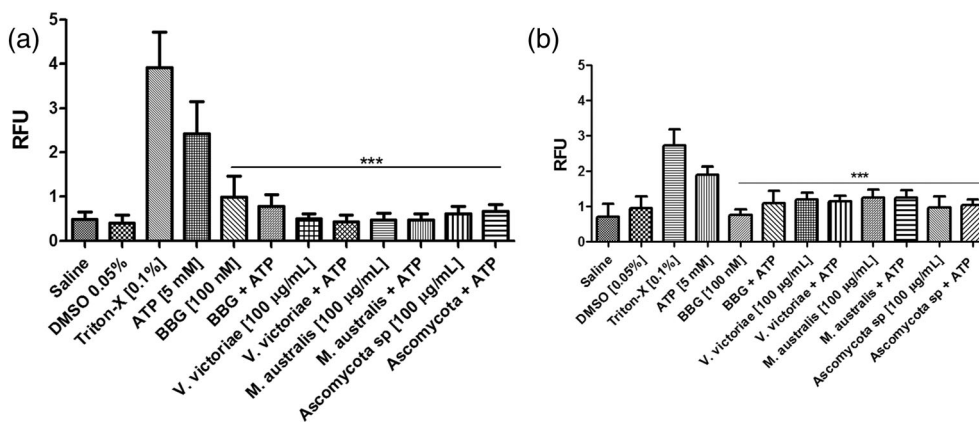 (a)
RFU
5
4
3
2
1
0
***
Saline
DMSO 0.05%
Triton-X [0.1%]
ATP [5 mM]
BBG [100 nM]
BBG + ATP
V. victoriae [100 µg/mL]
V. victoriae + ATP
M. australis [100 µg/mL]
M. australis + ATP
Ascomycota sp [100 µg/mL]
Ascomycota + ATP
(b)
RFU
5
4
3
2
1
0
***
Saline
DMSO [0.05%]
Triton-X [0.1%]
ATP [5 mM]
BBG [100 nM]
BBG + ATP
V. victoriae [100 µg/mL]
V. victoriae + ATP
M. australis [100 µg/mL]
M. australis + ATP
Ascomycota sp [100 µg/mL]
Ascomycota sp + ATP